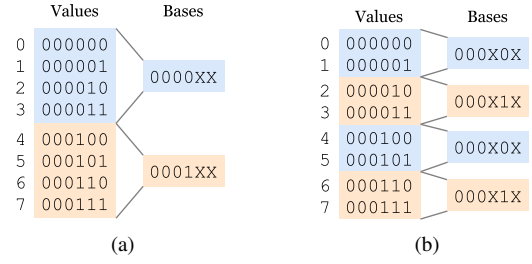 Values Bases
0 000000
1 000001
0000XX
2 000010
3 000011
4 000100
5 000101
0001XX
6 000110
7 000111
(a)
Values Bases
0 000000
000X0X
1 000001
2 000010
000X1X
3 000011
4 000100
000X0X
5 000101
6 000110
000X1X
7 000111
(b)